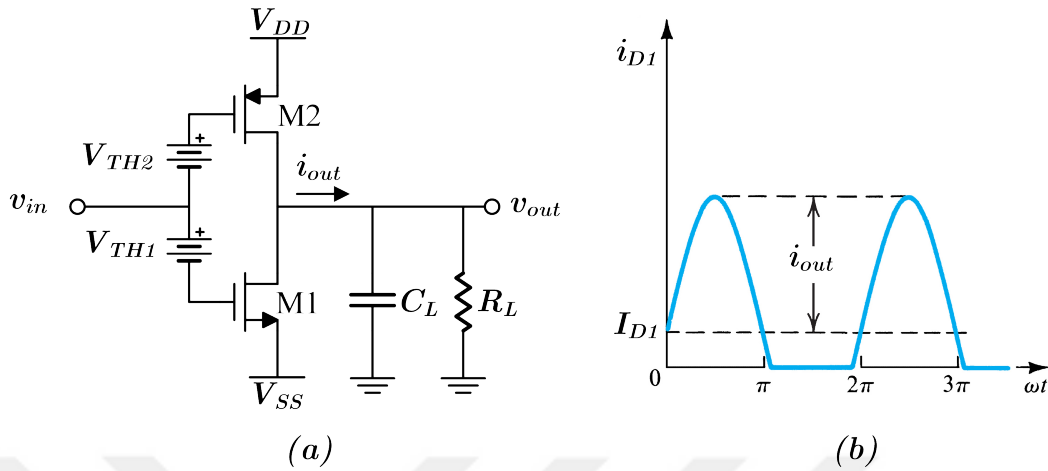 V_DD
M2
V_TH2
+
i_out
v_in
v_out
V_TH1
+
M1
C_L
R_L
V_SS
(a)
i_D1
i_out
I_D1
0
π
2π
3π
ωt
(b)